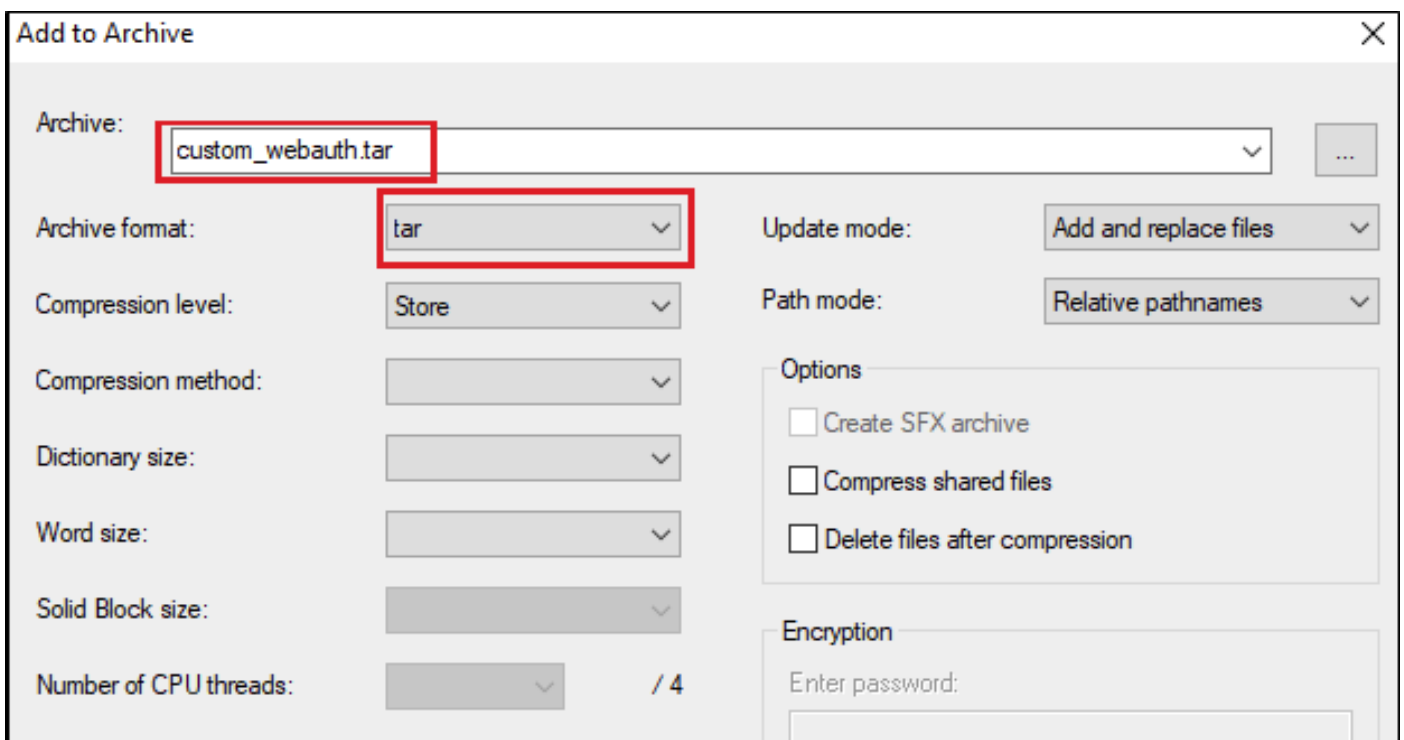 Add to Archive
Archive:
custom_webauth.tar
...
Archive format:
tar
Update mode:
Add and replace files
Compression level:
Store
Path mode:
Relative pathnames
Compression method:
Options
Create SFX archive
Dictionary size:
Compress shared files
Word size:
Delete files after compression
Solid Block size:
Encryption
Number of CPU threads:
/ 4
Enter password: